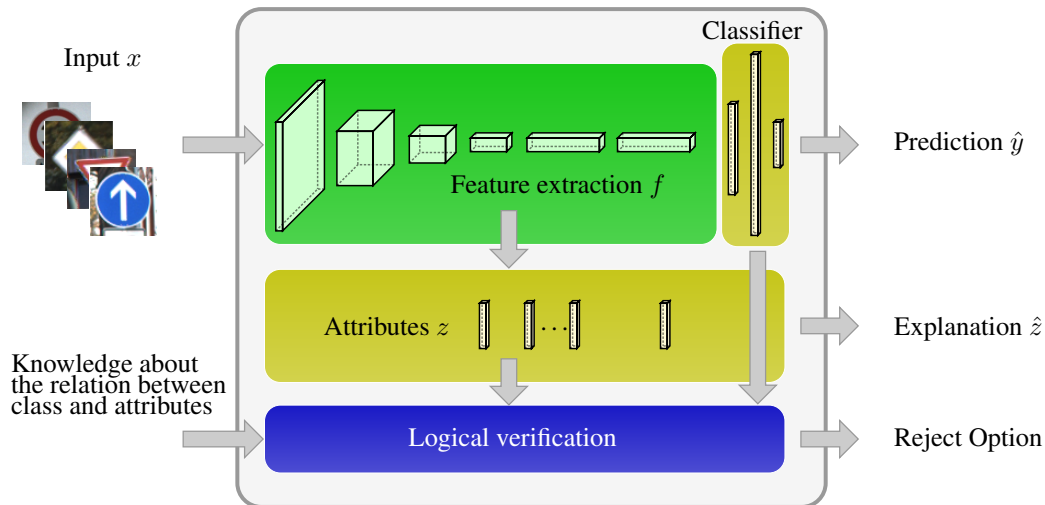 Classifier
Input x
Feature extraction f
Prediction ŷ
Attributes z
...
Explanation ẑ
Knowledge about
the relation between
class and attributes
Logical verification
Reject Option